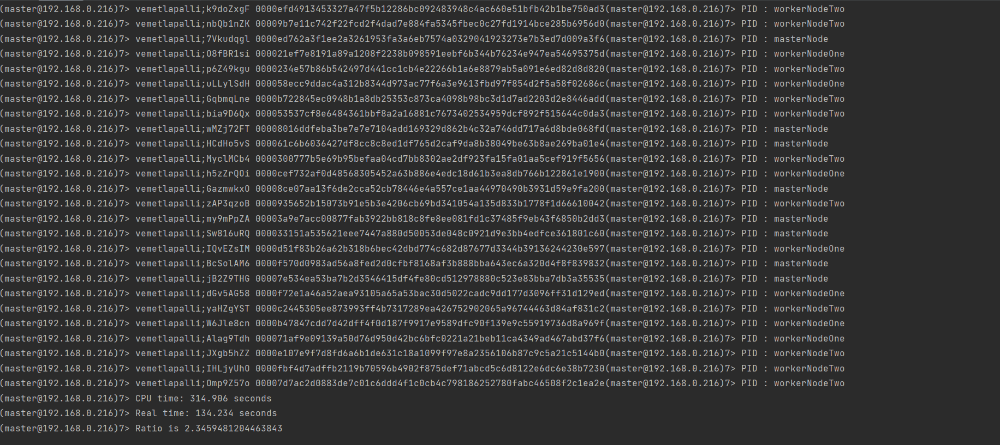 (master@192.168.0.216)7> vemetlapalli;k9doZxgF 0000efd4913453327a47f5b12286bc092483948c4ac660e51bfb42b1be750ad3(master@192.168.0.216)7> PID : workerNodeTwo
(master@192.168.0.216)7> vemetlapalli;nbQb1nZK 00009b7e11c742f22fcd2f4dad7e884fa5345fbec0c27fd1914bce285b6956d0(master@192.168.0.216)7> PID : workerNodeTwo
(master@192.168.0.216)7> vemetlapalli;7Vkudqgl 0000ed762a3f1ee2a3261953fa3a6eb7574a0329041923273e7b3ed7d009a3f6(master@192.168.0.216)7> PID : masterNode
(master@192.168.0.216)7> vemetlapalli;O8fBR1si 000021ef7e8191a89a1208f2238b098591eebf6b344b76234e947ea54695375d(master@192.168.0.216)7> PID : workerNodeOne
(master@192.168.0.216)7> vemetlapalli;p6Z49kgu 0000234e57b86b542497d441cc1cb4e22266b1a6e8879ab5a091e6ed82d8d820(master@192.168.0.216)7> PID : workerNodeTwo
(master@192.168.0.216)7> vemetlapalli;uLLylSdH 000058ecc9ddac4a312b8344d973ac77f6a3e9613fbd97f854d2f5a58f02686c(master@192.168.0.216)7> PID : workerNodeOne
(master@192.168.0.216)7> vemetlapalli;GqbmqLne 0000b722845ec0948b1a8db25353c873ca4098b98bc3d1d7ad2203d2e8446add(master@192.168.0.216)7> PID : workerNodeTwo
(master@192.168.0.216)7> vemetlapalli;bia9D6Qx 000053537cf8e6484361bbf8a2a16881c7673402534959dcf892f515644c0da3(master@192.168.0.216)7> PID : workerNodeTwo
(master@192.168.0.216)7> vemetlapalli;wMZj72FT 00008016ddfeba3be7e7e7104add169329d862b4c32a746dd717a6d8bde068fd(master@192.168.0.216)7> PID : masterNode
(master@192.168.0.216)7> vemetlapalli;HCdHo5vS 000061c6b6036427df8cc8c8ed1df765d2caf9da8b38049be63b8ae269ba01e4(master@192.168.0.216)7> PID : masterNode
(master@192.168.0.216)7> vemetlapalli;MyclMCb4 0000300777b5e69b95befaa04cd7bb8302ae2df923fa15fa01aa5cef919f5656(master@192.168.0.216)7> PID : workerNodeTwo
(master@192.168.0.216)7> vemetlapalli;h5zZrQOi 0000cef732af0d48568305452a63b886e4edc18d61b3ea8db766b122861e1900(master@192.168.0.216)7> PID : workerNodeOne
(master@192.168.0.216)7> vemetlapalli;GazmwkxO 00008ce07aa13f6de2cca52cb78446e4a557ce1aa44970490b3931d59e9fa200(master@192.168.0.216)7> PID : masterNode
(master@192.168.0.216)7> vemetlapalli;zAP3qzoB 0000935652b15073b91e5b3e4206cb69bd341054a135d833b1778f1d66610042(master@192.168.0.216)7> PID : workerNodeTwo
(master@192.168.0.216)7> vemetlapalli;my9mPpZA 00003a9e7acc00877fab3922bb818c8fe8ee081fd1c37485f9eb43f6850b2dd3(master@192.168.0.216)7> PID : masterNode
(master@192.168.0.216)7> vemetlapalli;Sw816uRQ 000033151a535621eee7447a880d50053de048c0921d9e3bb4edfce361801c60(master@192.168.0.216)7> PID : masterNode
(master@192.168.0.216)7> vemetlapalli;IQvEZsIM 0000d51f83b26a62b318b6bec42dbd774c682d87677d3344b39136244230e597(master@192.168.0.216)7> PID : workerNodeOne
(master@192.168.0.216)7> vemetlapalli;BcSolAM6 0000f570d0983ad56a8fed2d0cfbf8168af3b888bba643ec6a320d4f8f839832(master@192.168.0.216)7> PID : masterNode
(master@192.168.0.216)7> vemetlapalli;jB2Z9THG 00007e534ea53ba7b2d3546415df4fe80cd512978880c523e83bba7db3a35535(master@192.168.0.216)7> PID : masterNode
(master@192.168.0.216)7> vemetlapalli;dGv5AG58 0000f72e1a46a52aea93105a65a53bac30d5022cadc9dd177d3096ff31d129ed(master@192.168.0.216)7> PID : workerNodeOne
(master@192.168.0.216)7> vemetlapalli;yaHZgYST 0000c2445305ee873993ff4b7317289ea426752902065a96744463d84af831c2(master@192.168.0.216)7> PID : workerNodeTwo
(master@192.168.0.216)7> vemetlapalli;W6Jle8cn 0000b47847cdd7d42dff4f0d187f9917e9589dfc90f139e9c55919736d8a969f(master@192.168.0.216)7> PID : workerNodeOne
(master@192.168.0.216)7> vemetlapalli;Alag9Tdh 000071af9e09139a50d76d950d42bc6bfc0221a21beb11ca4349ad467abd37f6(master@192.168.0.216)7> PID : workerNodeOne
(master@192.168.0.216)7> vemetlapalli;JXgb5hZZ 0000e107e9f7d8fd6a6b1de631c18a1099f97e8a2356106b87c9c5a21c5144b0(master@192.168.0.216)7> PID : workerNodeTwo
(master@192.168.0.216)7> vemetlapalli;IHLjyUhO 0000fbf4d7adffb2119b70596b4902f875def71abcd5c6d8122e6dc6e38b7230(master@192.168.0.216)7> PID : workerNodeTwo
(master@192.168.0.216)7> vemetlapalli;Omp9Z57o 00007d7ac2d0883de7c01c6ddd4f1c0cb4c798186252780fabc46508f2c1ea2e(master@192.168.0.216)7> PID : workerNodeTwo
(master@192.168.0.216)7> CPU time: 314.906 seconds
(master@192.168.0.216)7> Real time: 134.234 seconds
(master@192.168.0.216)7> Ratio is 2.3459481204463843